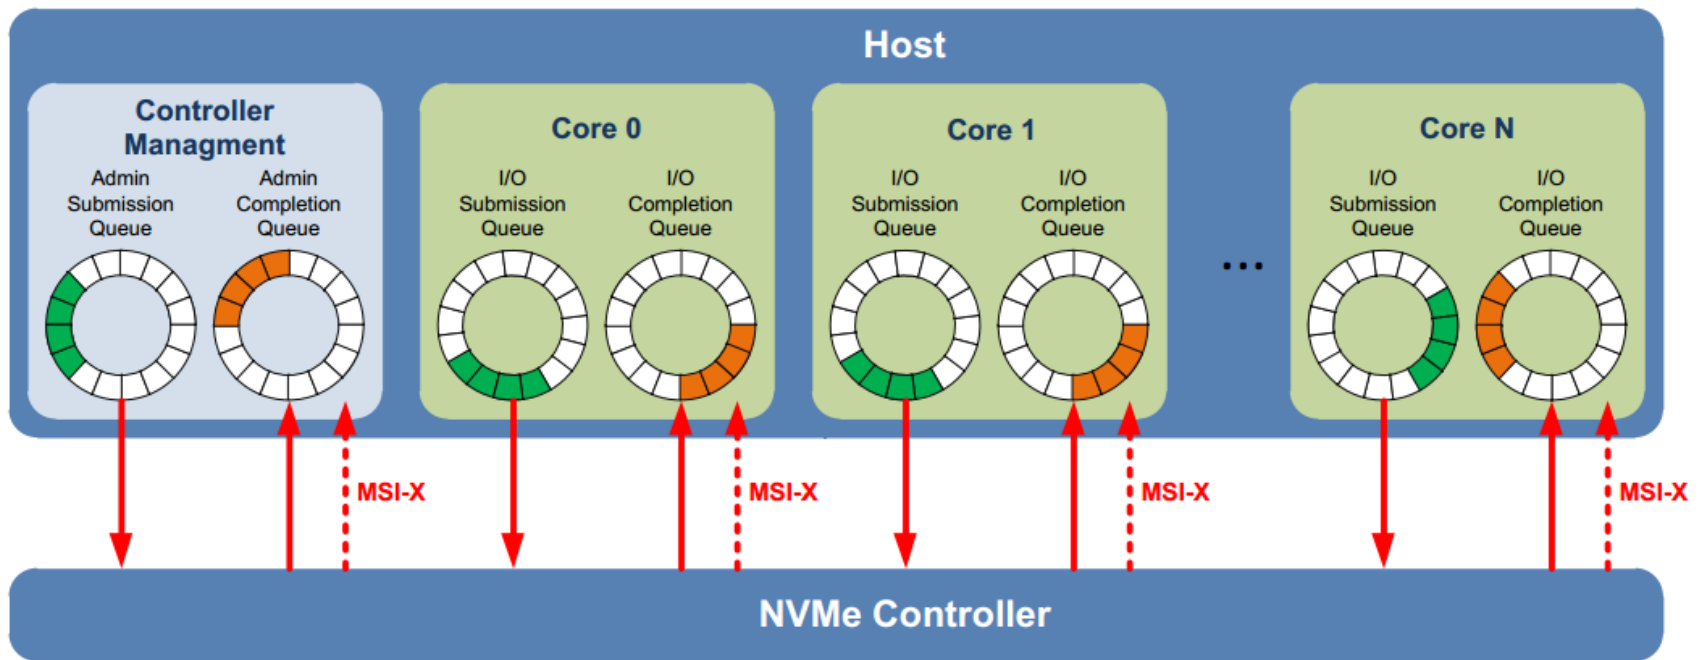 Host
Controller
Managment
Admin
Submission
Queue
Admin
Completion
Queue
Core 0
I/O
Submission
Queue
I/O
Completion
Queue
Core 1
I/O
Submission
Queue
I/O
Completion
Queue
...
Core N
I/O
Submission
Queue
I/O
Completion
Queue
MSI-X
MSI-X
MSI-X
MSI-X
NVMe Controller